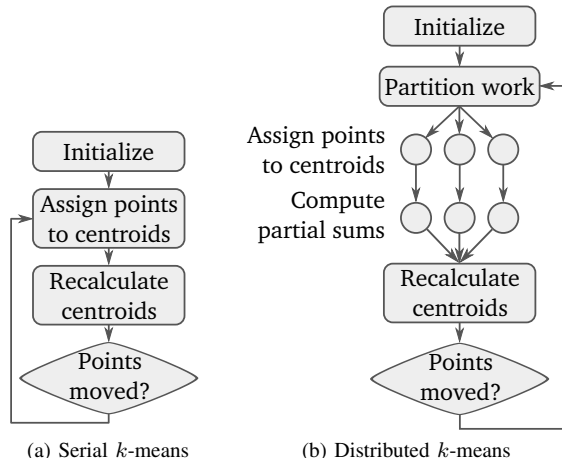 Initialize
Assign points
to centroids
Recalculate
centroids
Points
moved?
(a) Serial k-means
Initialize
Partition work
Assign points
to centroids
Compute
partial sums
Recalculate
centroids
Points
moved?
(b) Distributed k-means